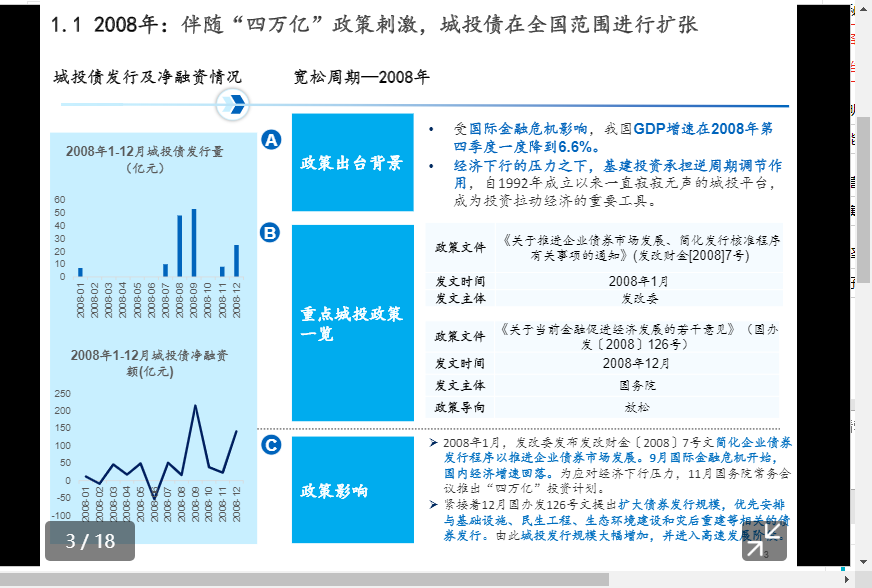 1.1 2008年：伴随“四万亿”政策刺激，城投债在全国范围进行扩张
城投债发行及净融资情况
宽松周期—2008年
2008年1-12月城投债发行量
（亿元）
60
50
40
30
20
10
0
2008-01
2008-02
2008-03
2008-04
2008-05
2008-06
2008-07
2008-08
2008-09
2008-10
2008-11
2008-12
2008年1-12月城投债净融资
额(亿元)
250
200
150
100
50
0
-50
-100
2008-01
2008-02
2008-03
2008-04
2008-05
2008-06
2008-07
2008-08
2008-09
2008-10
2008-11
2008-12
3 / 18
A
政策出台背景
• 受国际金融危机影响，我国GDP增速在2008年第
四季度一度降到6.6%。
• 经济下行的压力之下，基建投资承担逆周期调节作
用，自1992年成立以来一直寂寂无声的城投平台，
成为投资拉动经济的重要工具。
B
重点城投政策
一览
政策文件 《关于推进企业债券市场发展、简化发行核准程序
有关事项的通知》(发改财金[2008]7号)
发文时间 2008年1月
发文主体 发改委
政策文件 《关于当前金融促进经济发展的若干意见》（国办
发〔2008〕126号）
发文时间 2008年12月
发文主体 国务院
政策导向 放松
C
政策影响
➢ 2008年1月，发改委发布发改财金〔2008〕7号文简化企业债券
发行程序以推进企业债券市场发展。9月国际金融危机开始，
国内经济增速回落。为应对经济下行压力，11月国务院常务会
议推出“四万亿”投资计划。
➢ 紧接着12月国办发126号文提出扩大债券发行规模，优先安排
与基础设施、民生工程、生态环境建设和灾后重建等相关的债
券发行。由此城投发行规模大幅增加，并进入高速发展阶段。
3